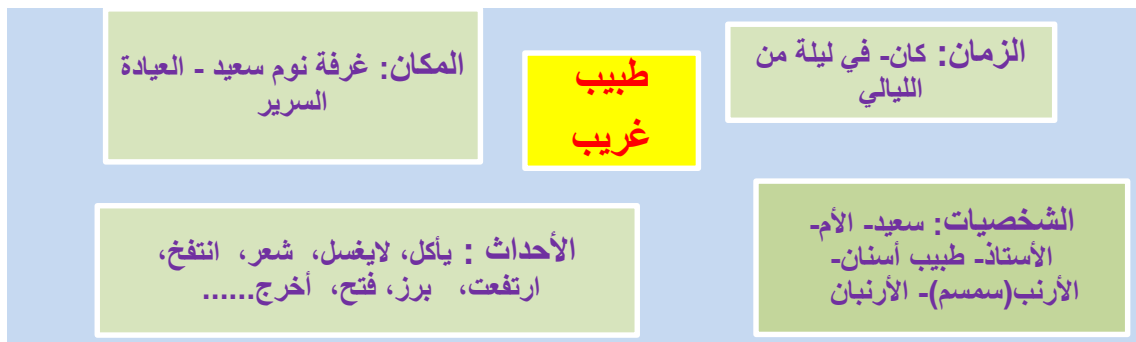 الزمان: كان- في ليلة من
الليالي
طبيب
غريب
المكان: غرفة نوم سعيد - العيادة
السرير
الشخصيات: سعيد- الأم-
الأستاذ- طبيب أسنان-
الأرنب(سمسم)- الأرنبان
الأحداث : يأكل، لايغسل، شعر، انتفخ،
ارتفعت، برز، فتح، أخرج......